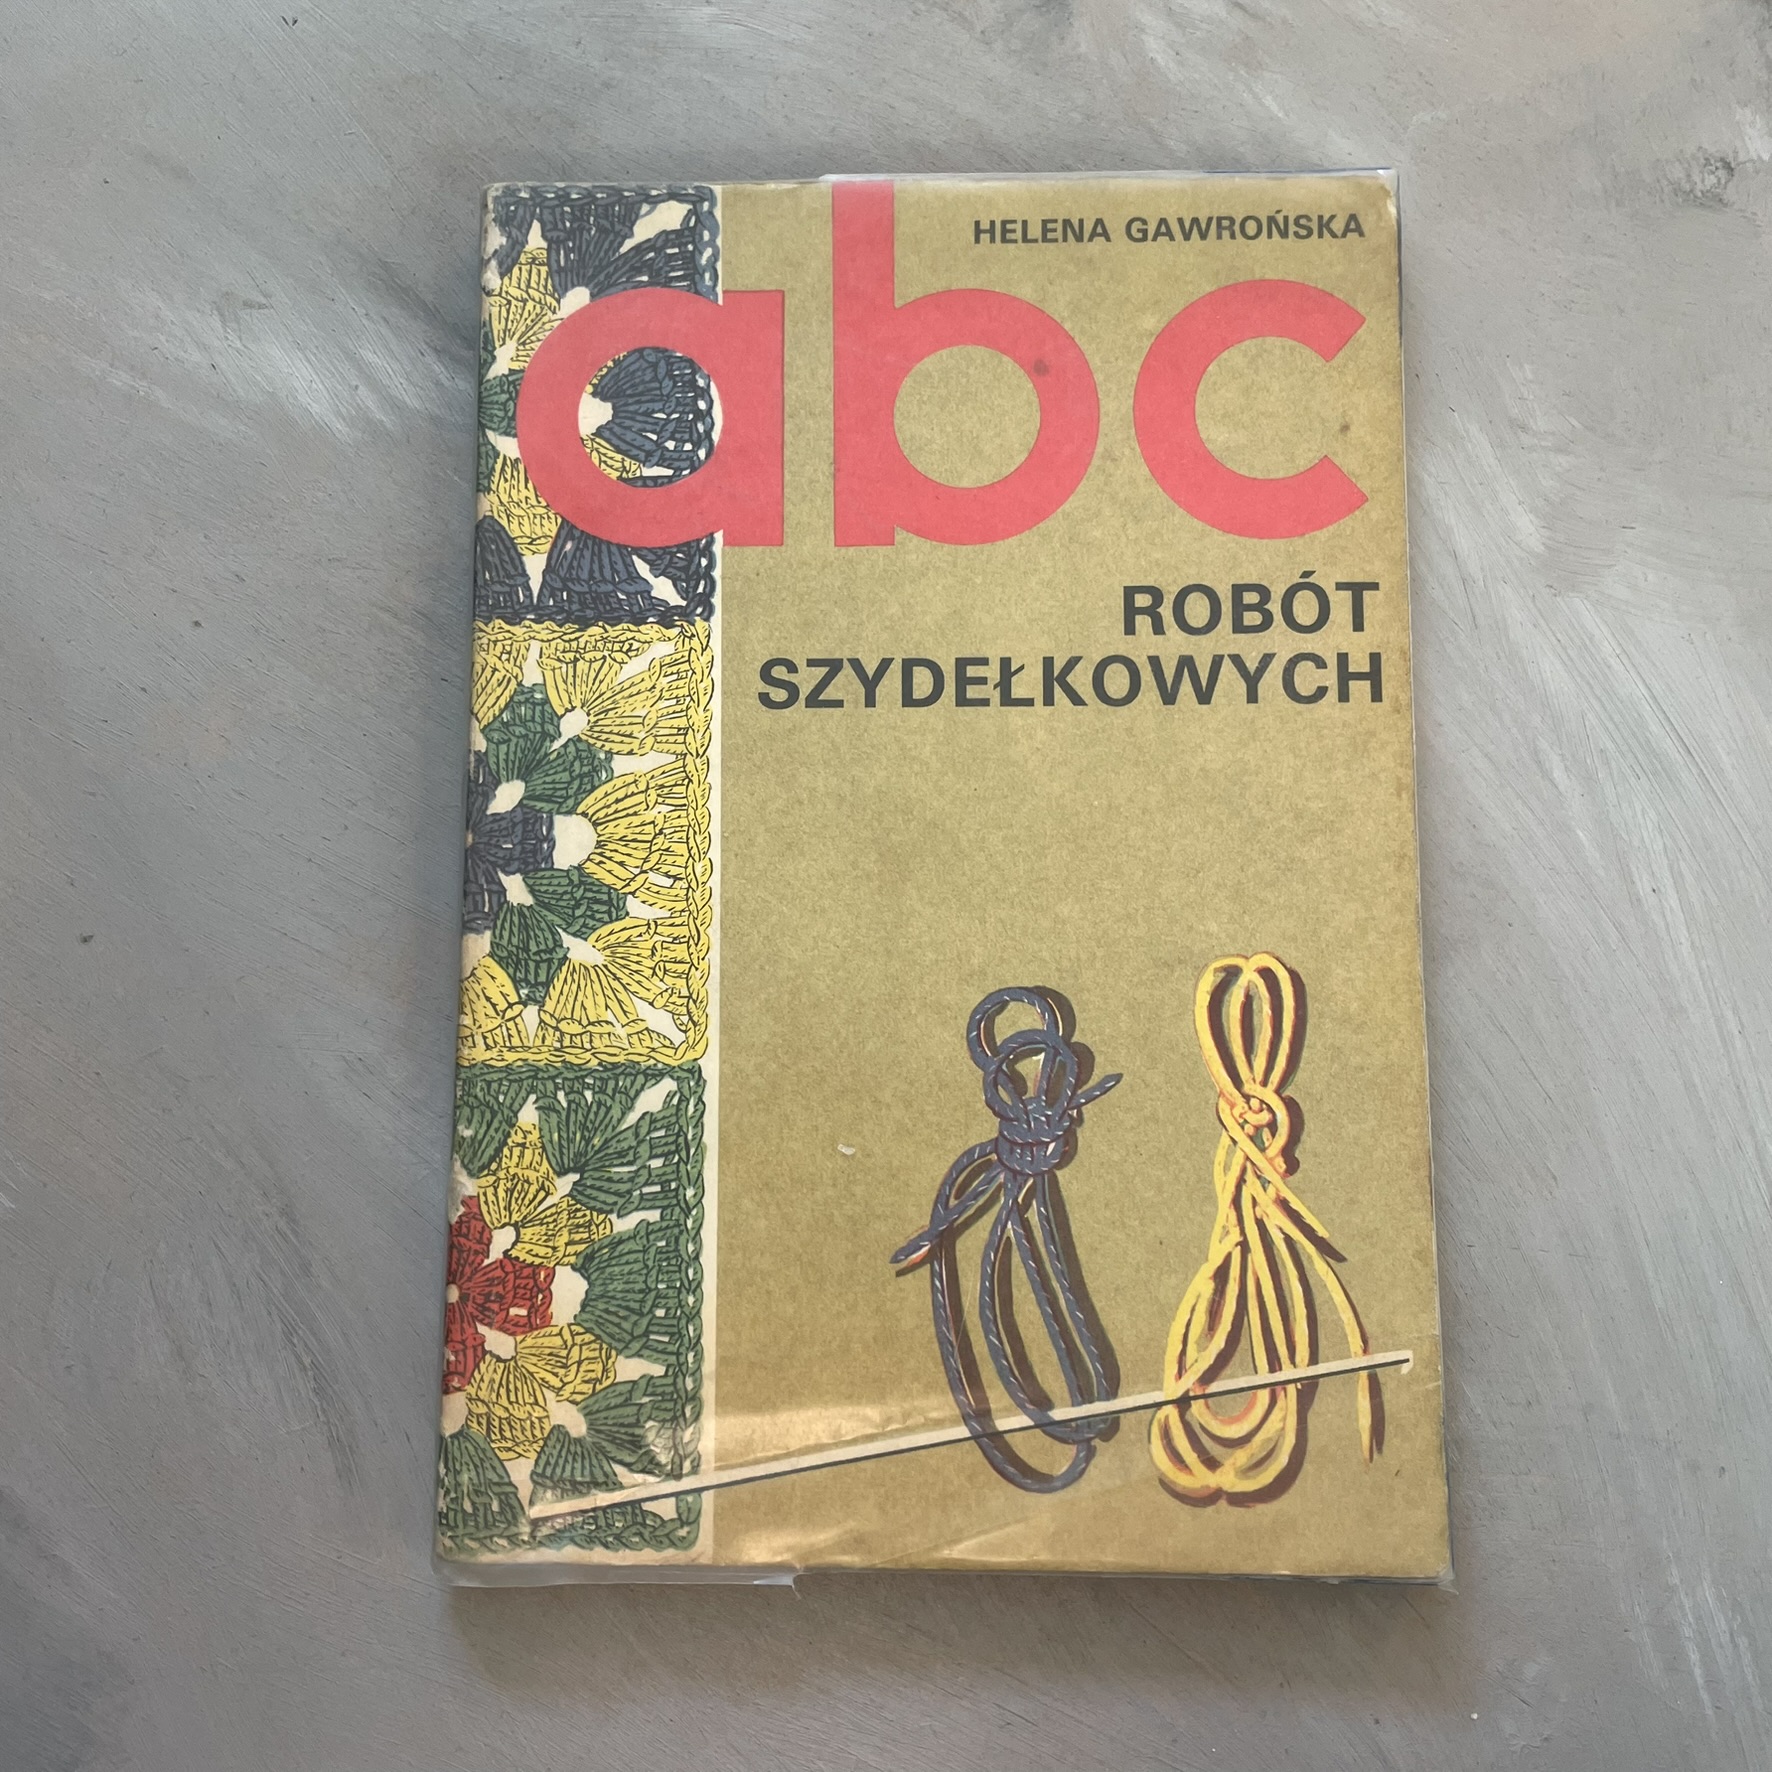 HELENA GAWROŃSKA
abc
ROBÓT
SZYDEŁKOWYCH